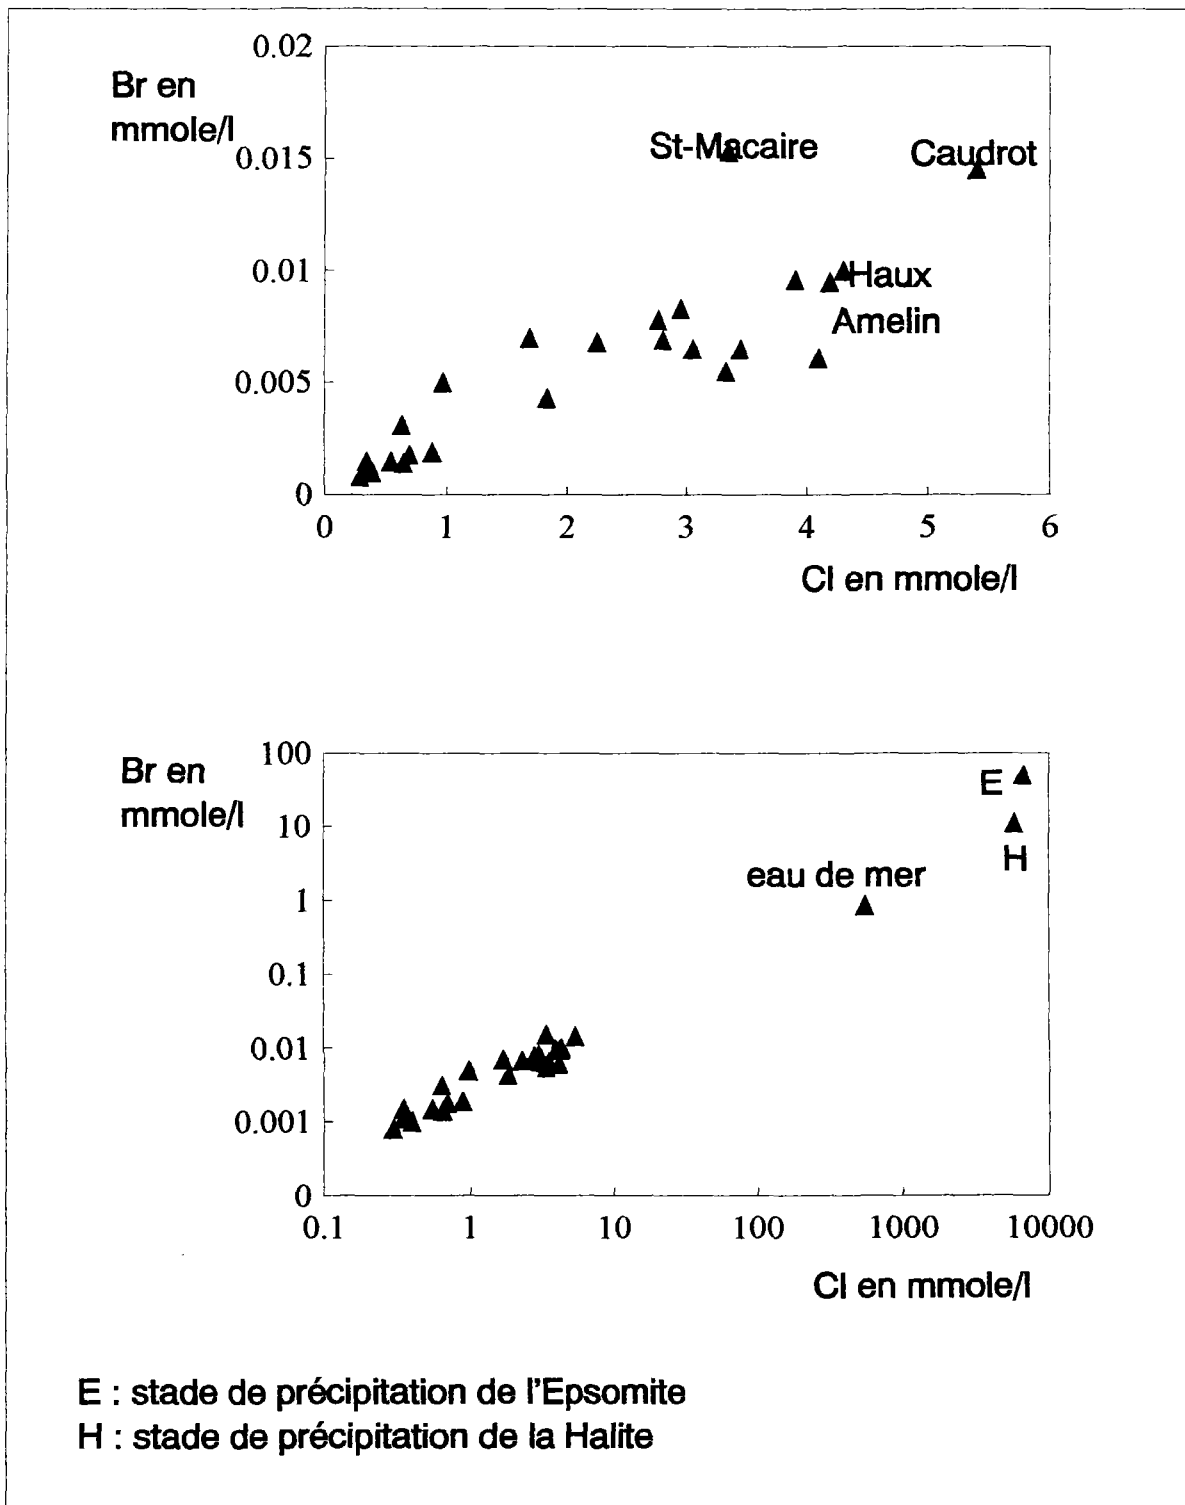 0.02
Br en
mmole/l
0.015
St-Macaire
Caudrot
0.01
Haux
Amelin
0.005
0
0 1 2 3 4 5 6
Cl en mmole/l
Br en
mmole/l
100
E
10
H
eau de mer
1
0.1
0.01
0.001
0
0.1 1 10 100 1000 10000
Cl en mmole/l
E : stade de précipitation de l'Epsomite
H : stade de précipitation de la Halite